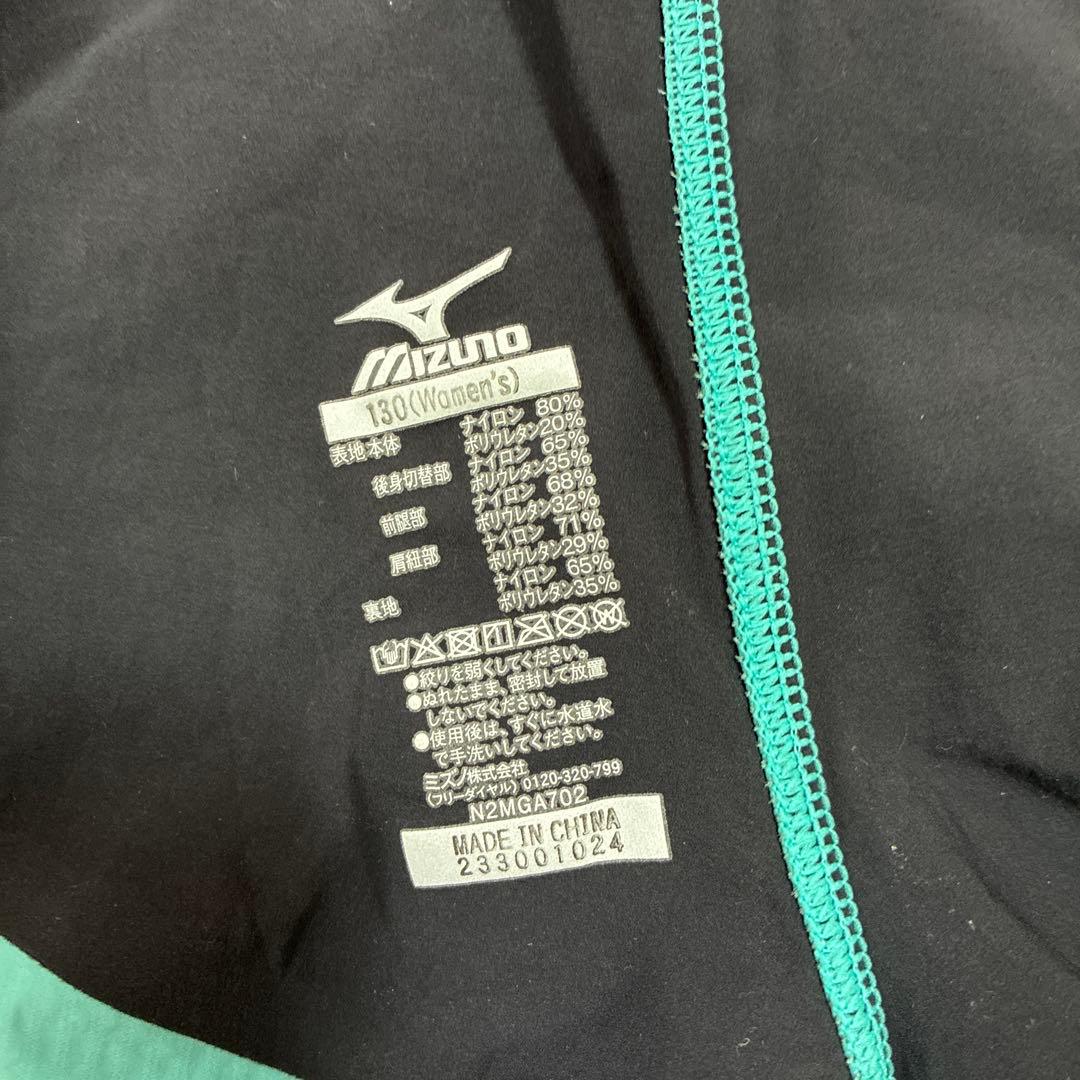 MIZUNO
130(Women's)
表地本体 ナイロン 80%
ポリウレタン20%
後身切替部 ナイロン 65%
ポリウレタン35%
前腿部 ナイロン 68%
ポリウレタン32%
肩紐部 ナイロン 71%
ポリウレタン29%
裏地 ナイロン 65%
ポリウレタン35%
●絞りを弱くしてください。
●ぬれたまま、密封して放置
しないでください。
●使用後は、すぐに水道水
で手洗いしてください。
ミズノ株式会社
(フリーダイヤル) 0120-320-799
N2MGA702
MADE IN CHINA
233001024